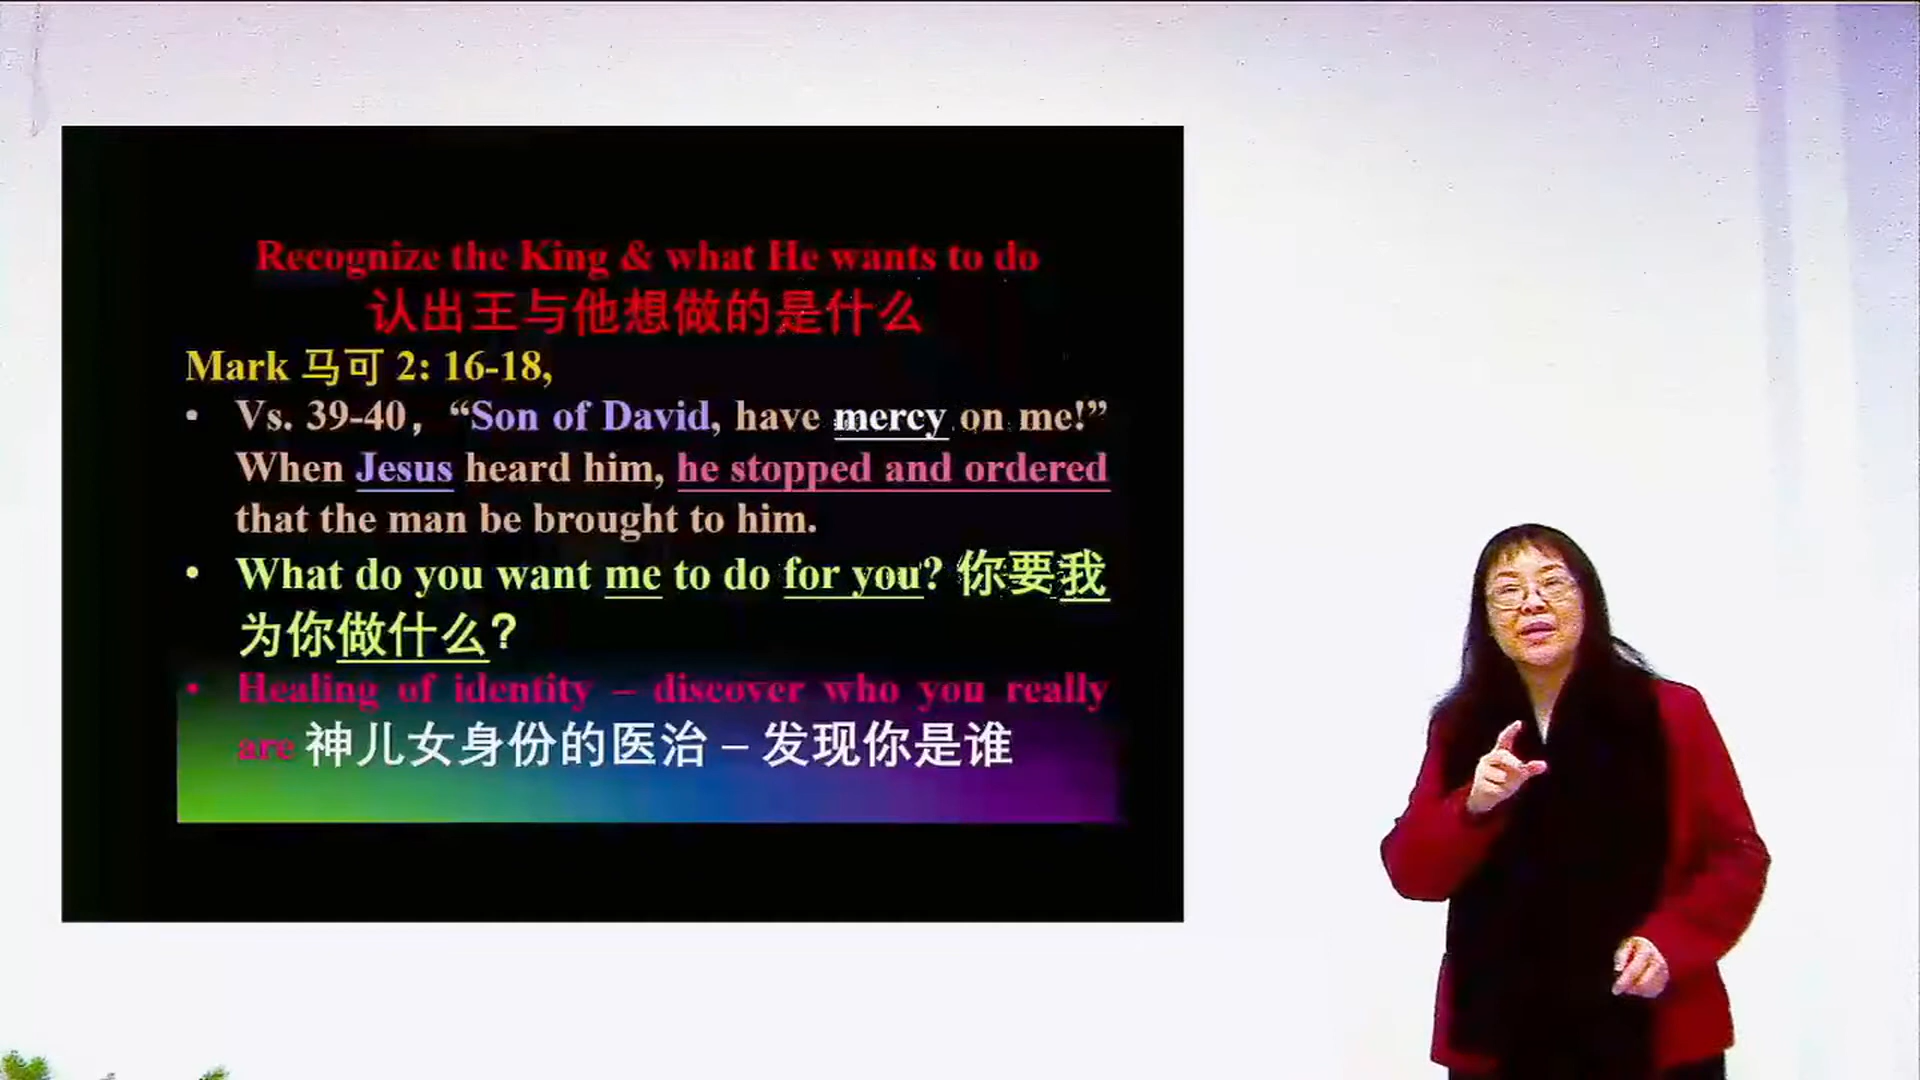 Recognize the King & what He wants to do
认出王与他想做的是什么
Mark 马可 2: 16-18,
• Vs. 39-40, “Son of David, have mercy on me!”
When Jesus heard him, he stopped and ordered
that the man be brought to him.
• What do you want me to do for you? 你要我
为你做什么?
• Healing of identity – discover who you really
are 神儿女身份的医治 – 发现你是谁